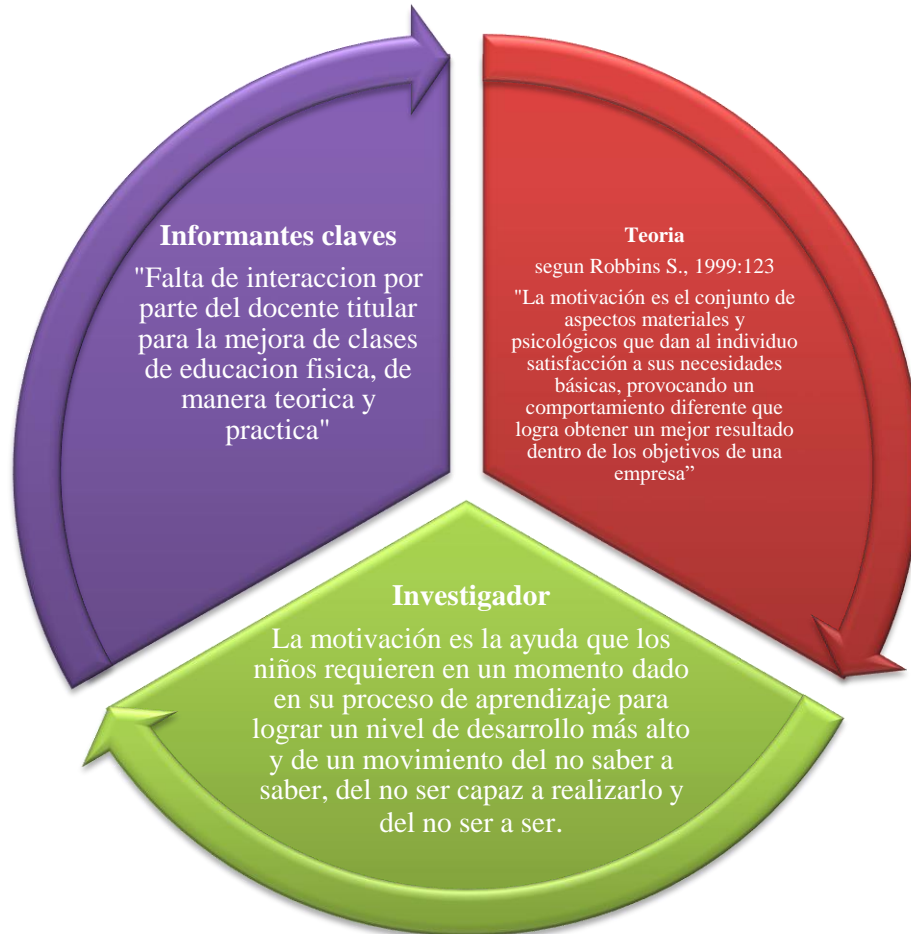 Informantes claves
"Falta de interaccion por
parte del docente titular
para la mejora de clases
de educacion fisica, de
manera teorica y
practica"
Teoria
segun Robbins S., 1999:123
"La motivación es el conjunto de
aspectos materiales y
psicológicos que dan al individuo
satisfacción a sus necesidades
básicas, provocando un
comportamiento diferente que
logra obtener un mejor resultado
dentro de los objetivos de una
empresa”
Investigador
La motivación es la ayuda que los
niños requieren en un momento dado
en su proceso de aprendizaje para
lograr un nivel de desarrollo más alto
y de un movimiento del no saber a
saber, del no ser capaz a realizarlo y
del no ser a ser.